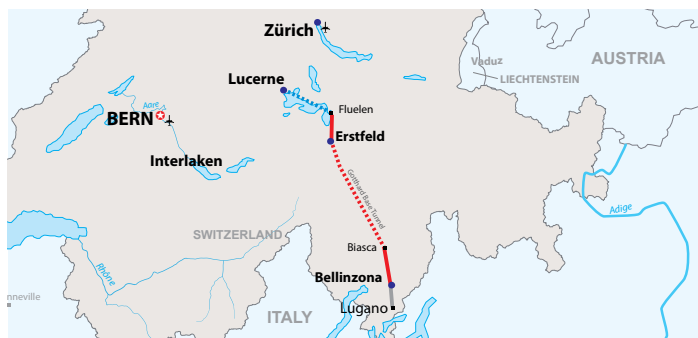 Zürich
AUSTRIA
Vaduz
LIECHTENSTEIN
Lucerne
Aare
Fluelen
BERN
Erstfeld
Interlaken
Gotthard Base Tunnel
Adige
SWITZERLAND
Biasca
Rhône
Bellinzona
nneville
ITALY
Lugano